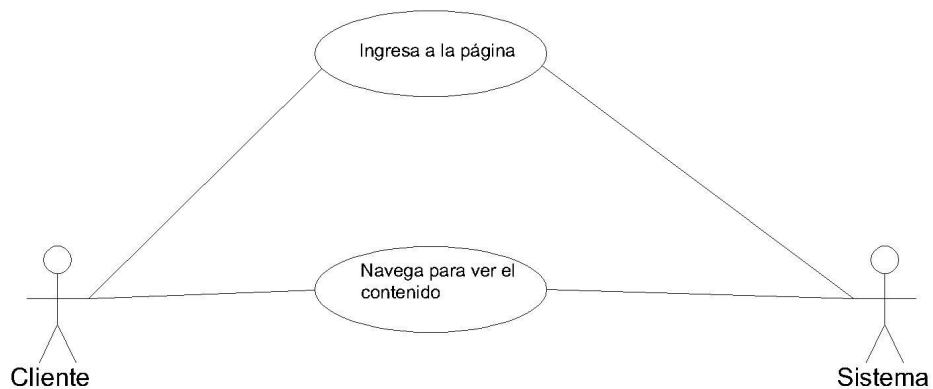 Ingresa a la página
Navega para ver el
contenido
Cliente
Sistema